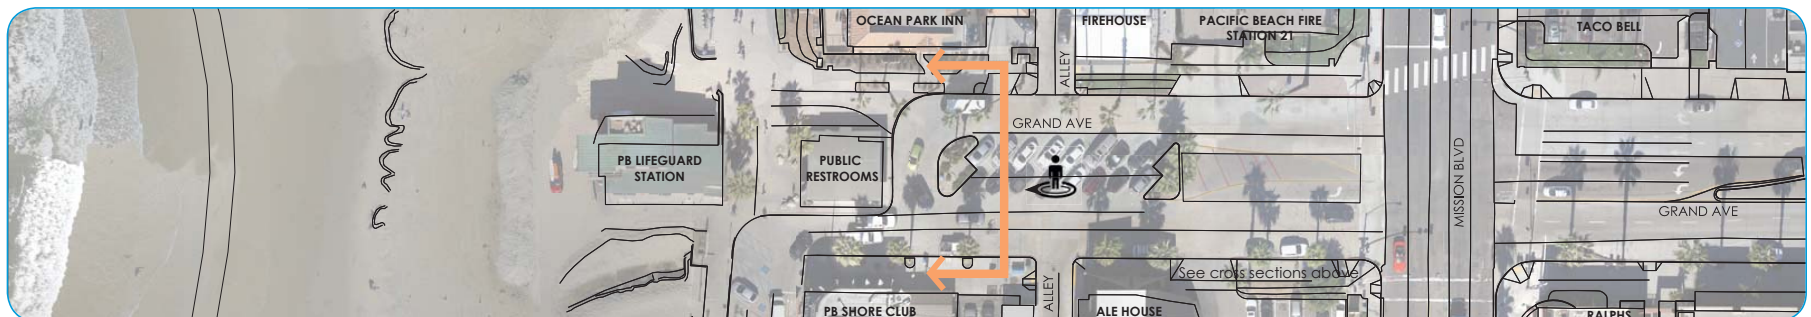 OCEAN PARK INN
FIREHOUSE
PACIFIC BEACH FIRE
STATION 21
TACO BELL
ALLEY
GRAND AVE
PB LIFEGUARD
STATION
PUBLIC
RESTROOMS
MISSION BLVD
GRAND AVE
See cross sections above
ALLEY
PB SHORE CLUB
ALE HOUSE
RALPHS